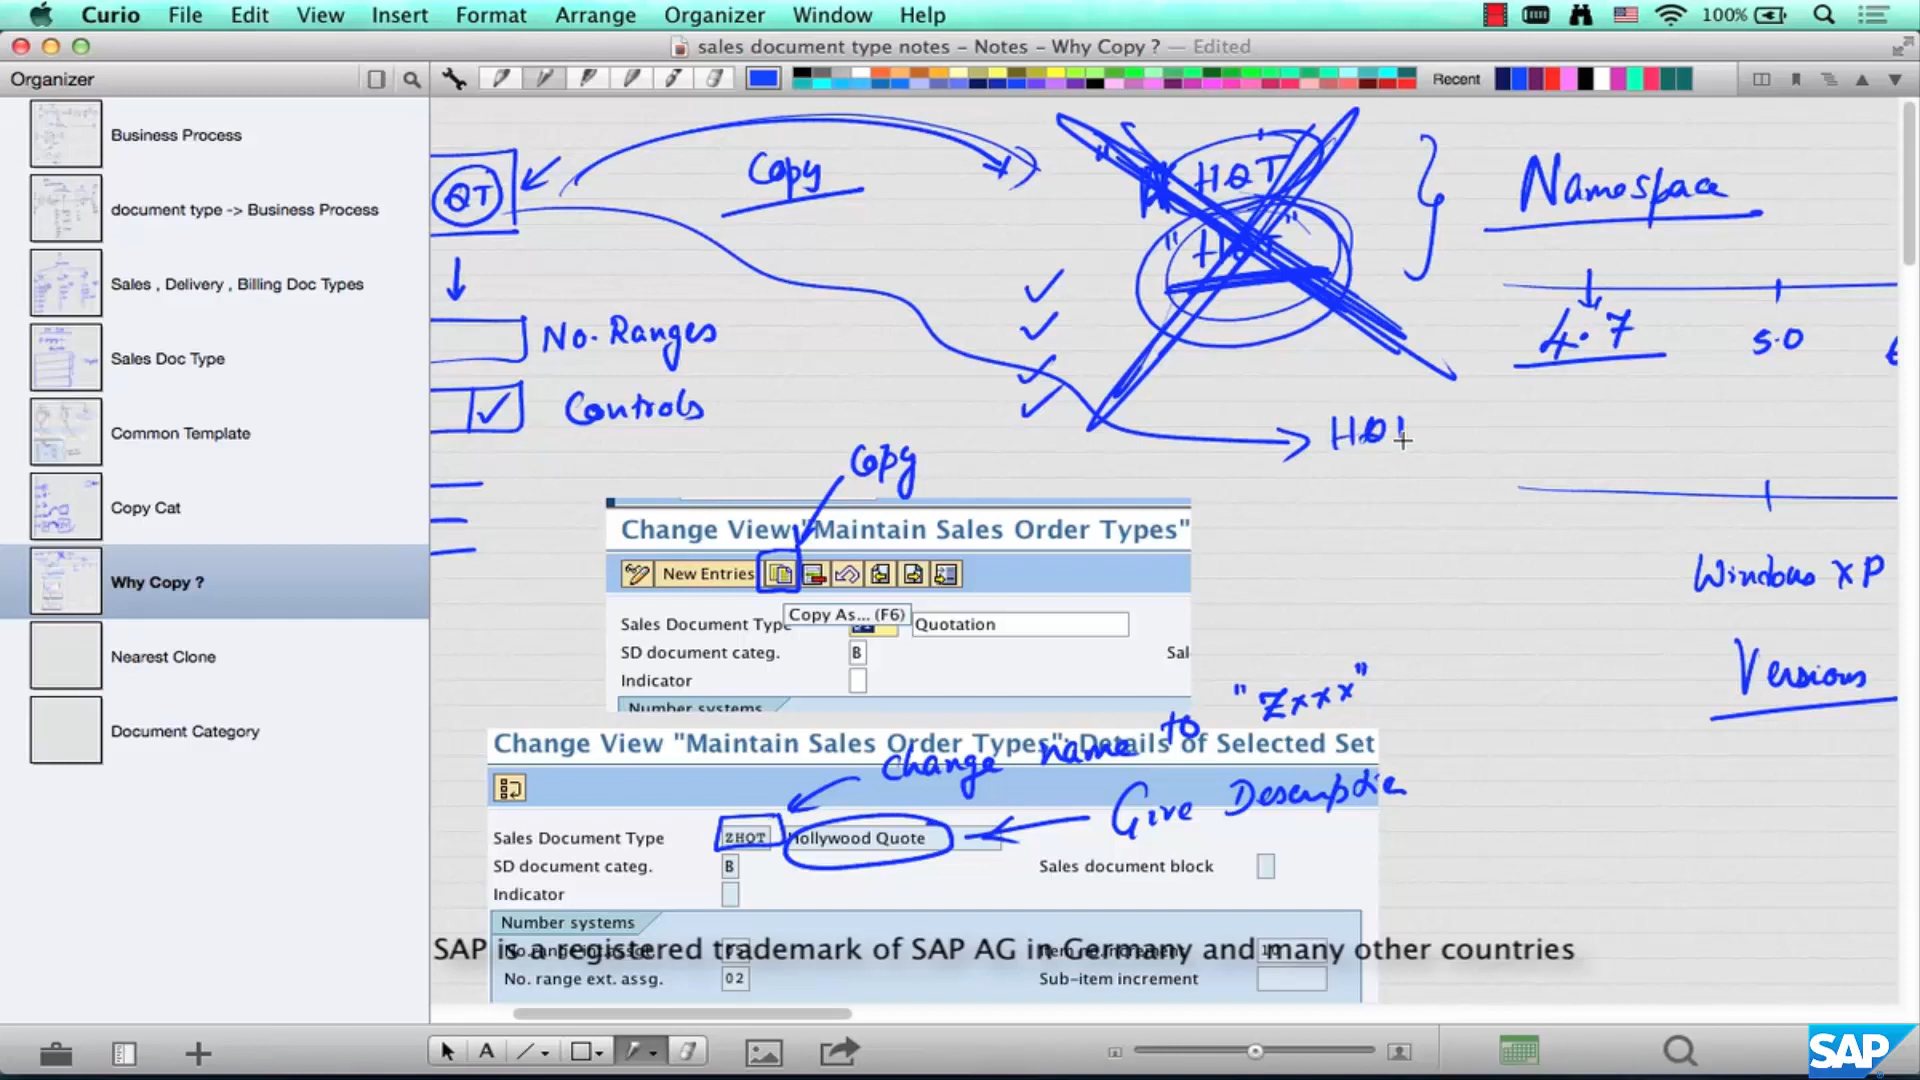 Curio File Edit View Insert Format Arrange Organizer Window Help 100%
sales document type notes – Notes – Why Copy ? — Edited
Organizer
Recent
Business Process
document type -> Business Process
Sales , Delivery , Billing Doc Types
Sales Doc Type
Common Template
Copy Cat
Why Copy ?
Nearest Clone
Document Category
QT
Copy
HQT
Namespace
4.7
5.0
No. Ranges
Controls
Copy
Windows XP
Versions
Change View "Maintain Sales Order Types"
New Entries
Copy As... (F6)
Sales Document Type
Quotation
SD document categ. B
Sal
Indicator
Number systems
"Zxxx"
Change View "Maintain Sales Order Types": Details of Selected Set
Change name to
Give Description
Sales Document Type ZHQT Hollywood Quote
SD document categ. B
Sales document block
Indicator
Number systems
SAP is a registered trademark of SAP AG in Germany and many other countries
No. range ext. assg. 02
Sub-item increment
A
SAP